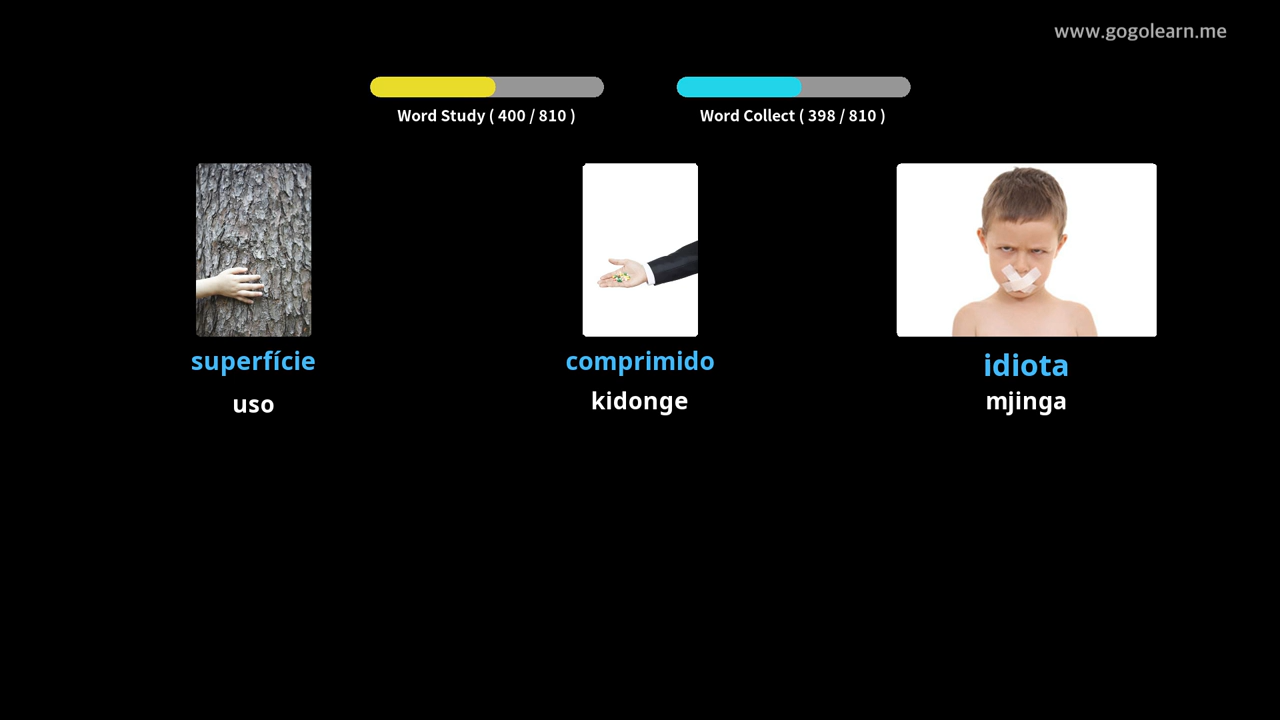 www.gogolearn.me
Word Study ( 400 / 810 )
Word Collect ( 398 / 810 )
superfície
uso
comprimido
kidonge
idiota
mjinga